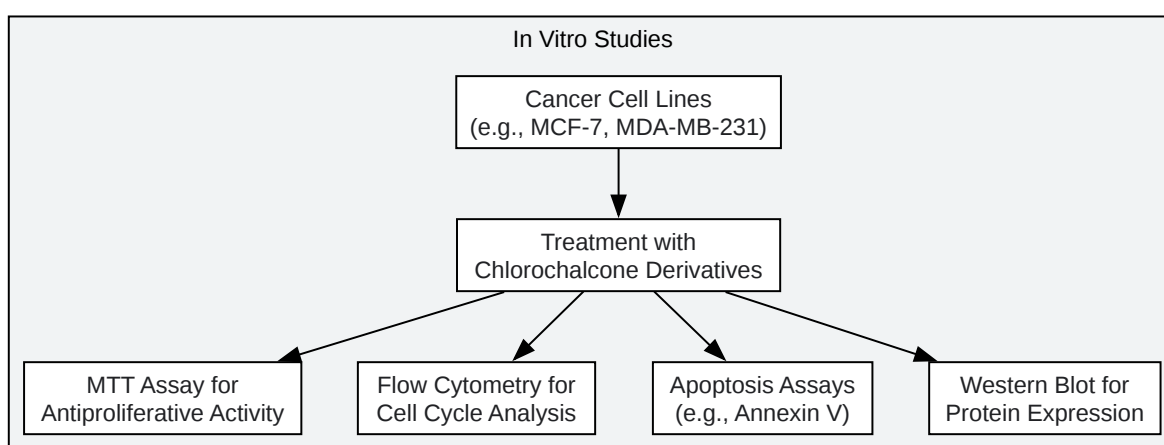 In Vitro Studies
Cancer Cell Lines
(e.g., MCF-7, MDA-MB-231)
Treatment with
Chlorochalcone Derivatives
MTT Assay for
Antiproliferative Activity
Flow Cytometry for
Cell Cycle Analysis
Apoptosis Assays
(e.g., Annexin V)
Western Blot for
Protein Expression